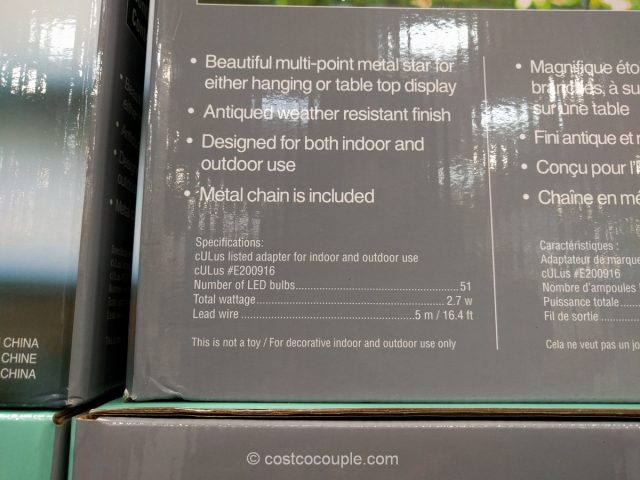 • Beautiful multi-point metal star for
either hanging or table top display
• Antiqued weather resistant finish
• Designed for both indoor and
outdoor use
• Metal chain is included
Specifications:
cULus listed adapter for indoor and outdoor use
cULus #E200916
Number of LED bulbs 51
Total wattage 2.7 w
Lead wire 5 m / 16.4 ft
This is not a toy / For decorative indoor and outdoor use only
• Magnifique
branchés, à
sur une table
• Fini antique et
• Conçu pour
• Chaîne en
Caractéristiques :
Adaptateur de
cULus #E200916
Nombre d'ampoules
Puissance totale
Fil de sortie
Cela ne veut pas un
CHINA
CHINE
CHINA
© costcocouple.com